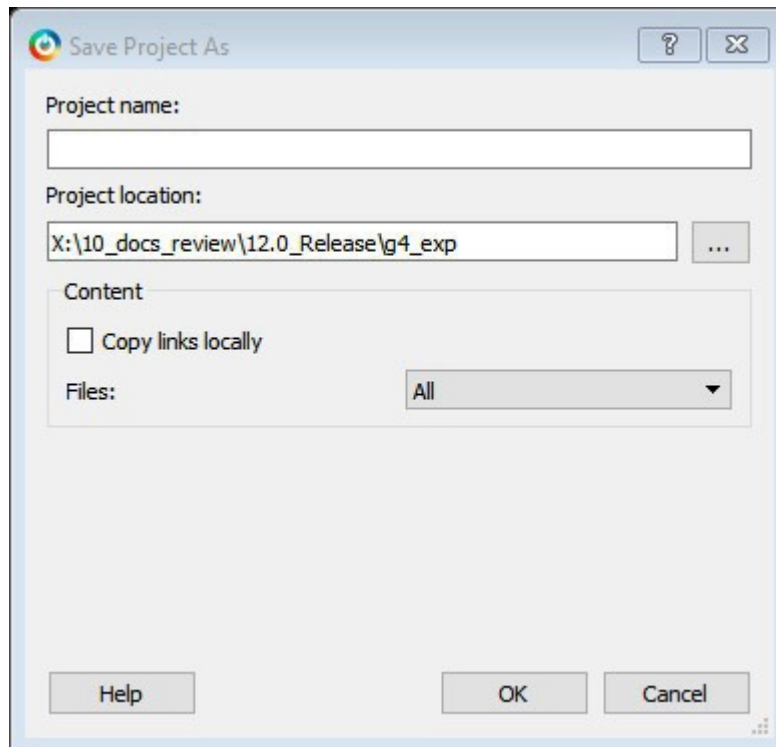 Save Project As
Project name:
Project location:
X:\10_docs_review\12.0_Release\g4_exp
...
Content
Copy links locally
Files:
All
Help
OK
Cancel